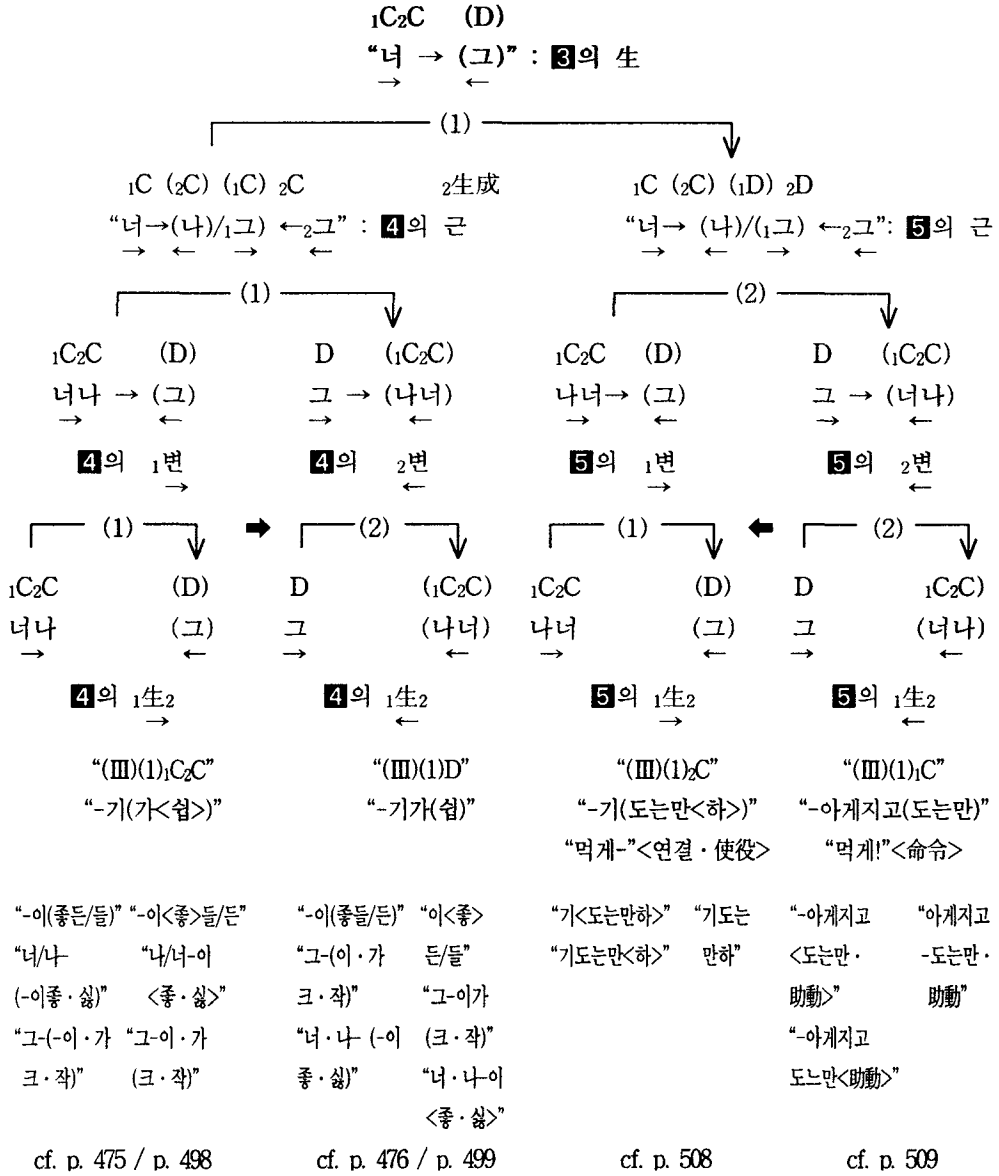 ₁C₂C (D)
“너 → (그)” : 3의 生
→ ←
(1)
₁C (₂C) (₁C) ₂C ₂生成 ₁C (₂C) (₁D) ₂D
“너→(나)/₁그) ←₂그” : 4의 근 “너→ (나)/(₁그) ←₂그”: 5의 근
→ ← → ← → ← → ←
(1) (2)
₁C₂C (D) D (₁C₂C) ₁C₂C (D) D (₁C₂C)
너나 → (그) 그 → (나너) 나너→ (그) 그 → (너나)
→ ← → ← → ← → ←
4의 ₁변 4의 ₂변 5의 ₁변 5의 ₂변
→ ← → ←
(1) ➡ (2) (1) ⬅ (2)
₁C₂C (D) D (₁C₂C) ₁C₂C (D) D ₁C₂C)
너나 (그) 그 (나너) 나너 (그) 그 (너나)
→ ← → ← → ← → ←
4의 ₁生₂ 4의 ₁生₂ 5의 ₁生₂ 5의 ₁生₂
→ ← → ←
“(Ⅲ)(1)₁C₂C” “(Ⅲ)(1)D” “(Ⅲ)(1)₂C” “(Ⅲ)(1)₁C”
“-기(가<쉽>)” “-기가(쉽)” “-기(도는만<하>)” “-아게지고(도는만)”
“먹게-”<연결·使役> “먹게!”<命令>
“-이(좋든/들)” “-이<좋>들/든” “-이(좋들/든) “이<좋> “기<도는만하>” “기도는 “-아게지고 “아게지고
“너/나- “나/너-이 “그-(이·가 든/들” “기도는만<하>” 만하” <도는만· -도는만·
(-이좋·싫)” <좋·싫>” 크·작)” “그-이가 助動>” 助動”
“그-(-이·가 “그-이·가 “너·나- (-이 (크·작)” “-아게지고
크·작)” (크·작)” 좋·싫)” “너·나-이 도느만<助動>”
<좋·싫>”
cf. p. 475 / p. 498 cf. p. 476 / p. 499 cf. p. 508 cf. p. 509